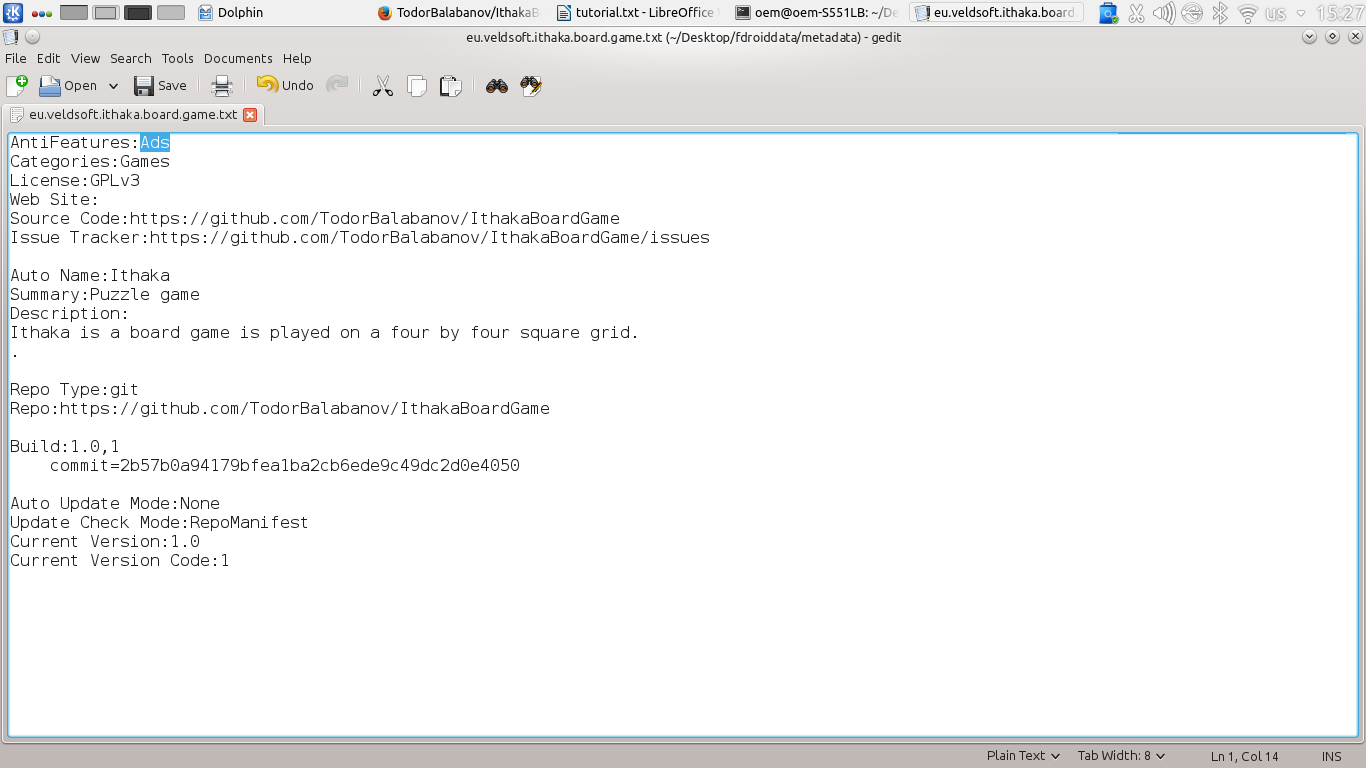 Dolphin
TodorBalabanov/IthakaB
tutorial.txt - LibreOffice
oem@oem-S551LB: ~/De
eu.veldsoft.ithaka.board
us
15:27
eu.veldsoft.ithaka.board.game.txt (~/Desktop/fdroiddata/metadata) - gedit
File Edit View Search Tools Documents Help
Open Save Undo
eu.veldsoft.ithaka.board.game.txt
AntiFeatures:Ads
Categories:Games
License:GPLv3
Web Site:
Source Code:https://github.com/TodorBalabanov/IthakaBoardGame
Issue Tracker:https://github.com/TodorBalabanov/IthakaBoardGame/issues
Auto Name:Ithaka
Summary:Puzzle game
Description:
Ithaka is a board game is played on a four by four square grid.
.
Repo Type:git
Repo:https://github.com/TodorBalabanov/IthakaBoardGame
Build:1.0,1
commit=2b57b0a94179bfea1ba2cb6ede9c49dc2d0e4050
Auto Update Mode:None
Update Check Mode:RepoManifest
Current Version:1.0
Current Version Code:1
Plain Text Tab Width: 8 Ln 1, Col 14 INS